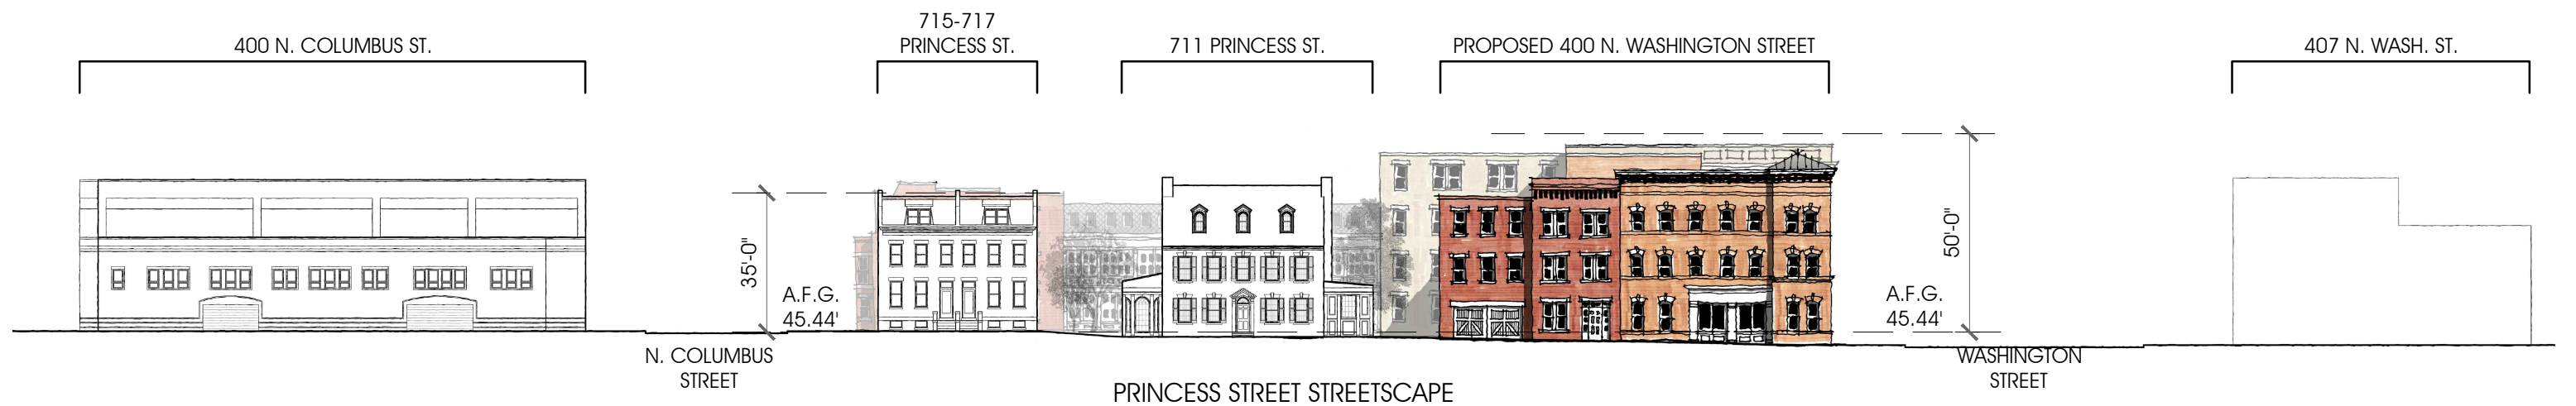 400 N. COLUMBUS ST.
715-717
PRINCESS ST.
711 PRINCESS ST.
PROPOSED 400 N. WASHINGTON STREET
407 N. WASH. ST.
35'-0"
A.F.G.
45.44'
50'-0"
A.F.G.
45.44'
N. COLUMBUS
STREET
WASHINGTON
STREET
PRINCESS STREET STREETSCAPE